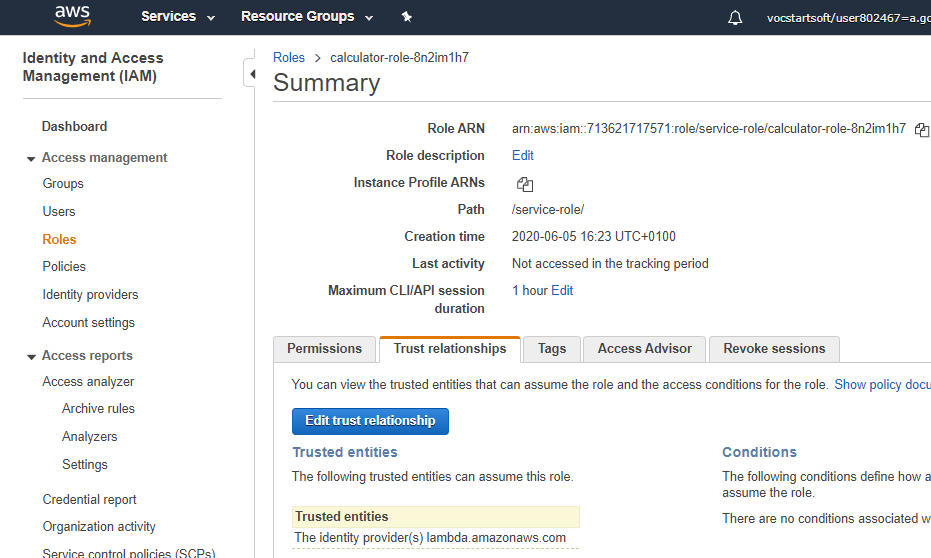 aws
Services
Resource Groups
vocstartsoft/user802467=a.go
Identity and Access
Management (IAM)
Dashboard
Access management
Groups
Users
Roles
Policies
Identity providers
Account settings
Access reports
Access analyzer
Archive rules
Analyzers
Settings
Credential report
Organization activity
Service control policies (SCPs)
Roles > calculator-role-8n2im1h7
Summary
Role ARN arn:aws:iam::713621717571:role/service-role/calculator-role-8n2im1h7
Role description Edit
Instance Profile ARNs
Path /service-role/
Creation time 2020-06-05 16:23 UTC+0100
Last activity Not accessed in the tracking period
Maximum CLI/API session 1 hour Edit
duration
Permissions Trust relationships Tags Access Advisor Revoke sessions
You can view the trusted entities that can assume the role and the access conditions for the role. Show policy docu
Edit trust relationship
Trusted entities
The following trusted entities can assume this role.
Trusted entities
The identity provider(s) lambda.amazonaws.com
Conditions
The following conditions define how a
assume the role.
There are no conditions associated w